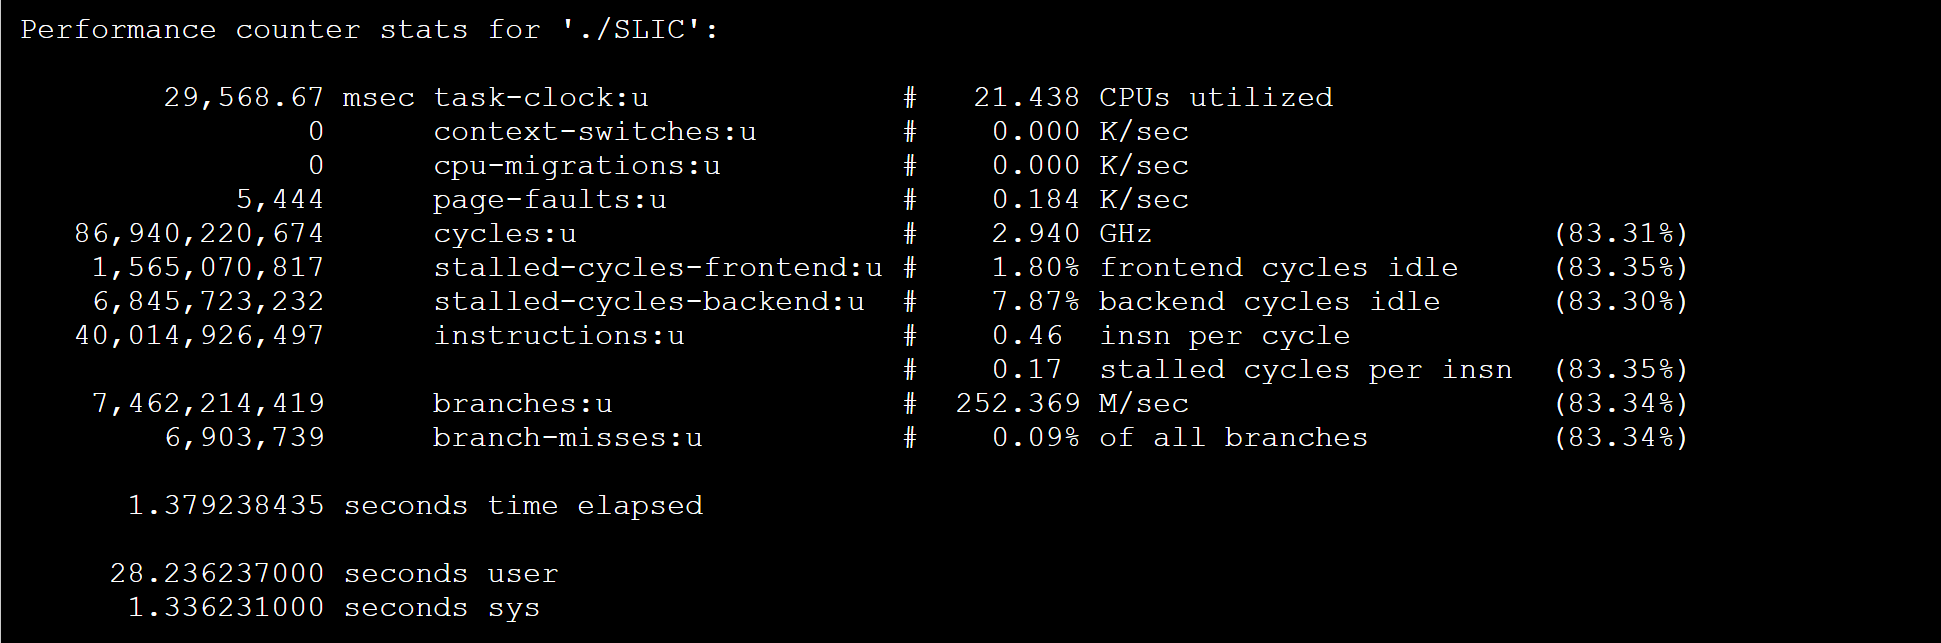 Performance counter stats for './SLIC':
29,568.67 msec task-clock:u # 21.438 CPUs utilized
0 context-switches:u # 0.000 K/sec
0 cpu-migrations:u # 0.000 K/sec
5,444 page-faults:u # 0.184 K/sec
86,940,220,674 cycles:u # 2.940 GHz (83.31%)
1,565,070,817 stalled-cycles-frontend:u # 1.80% frontend cycles idle (83.35%)
6,845,723,232 stalled-cycles-backend:u # 7.87% backend cycles idle (83.30%)
40,014,926,497 instructions:u # 0.46 insn per cycle
# 0.17 stalled cycles per insn (83.35%)
7,462,214,419 branches:u # 252.369 M/sec (83.34%)
6,903,739 branch-misses:u # 0.09% of all branches (83.34%)
1.379238435 seconds time elapsed
28.236237000 seconds user
1.336231000 seconds sys